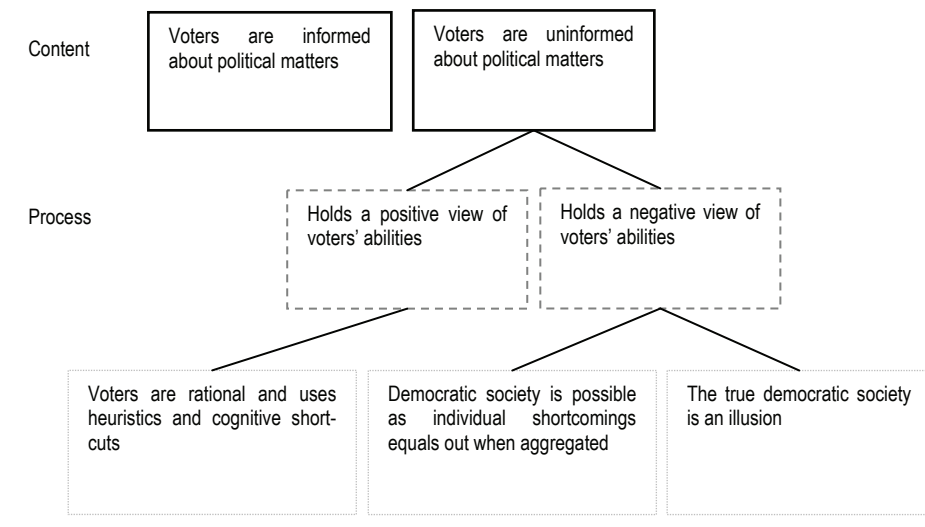 Content
Voters are informed
about political matters
Voters are uninformed
about political matters
Process
Holds a positive view of
voters’ abilities
Holds a negative view of
voters’ abilities
Voters are rational and uses
heuristics and cognitive short-
cuts
Democratic society is possible
as individual shortcomings
equals out when aggregated
The true democratic society
is an illusion